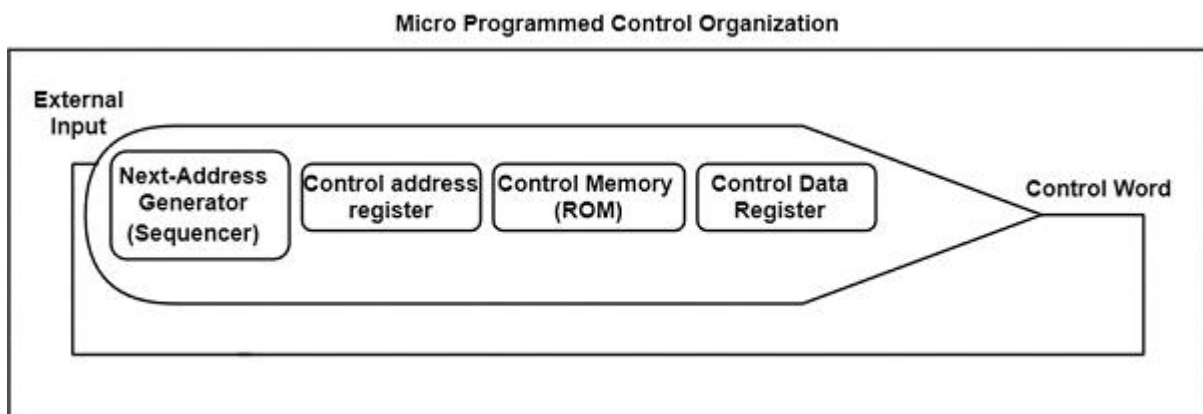 Micro Programmed Control Organization
External
Input
Next-Address
Generator
(Sequencer)
Control address
register
Control Memory
(ROM)
Control Data
Register
Control Word